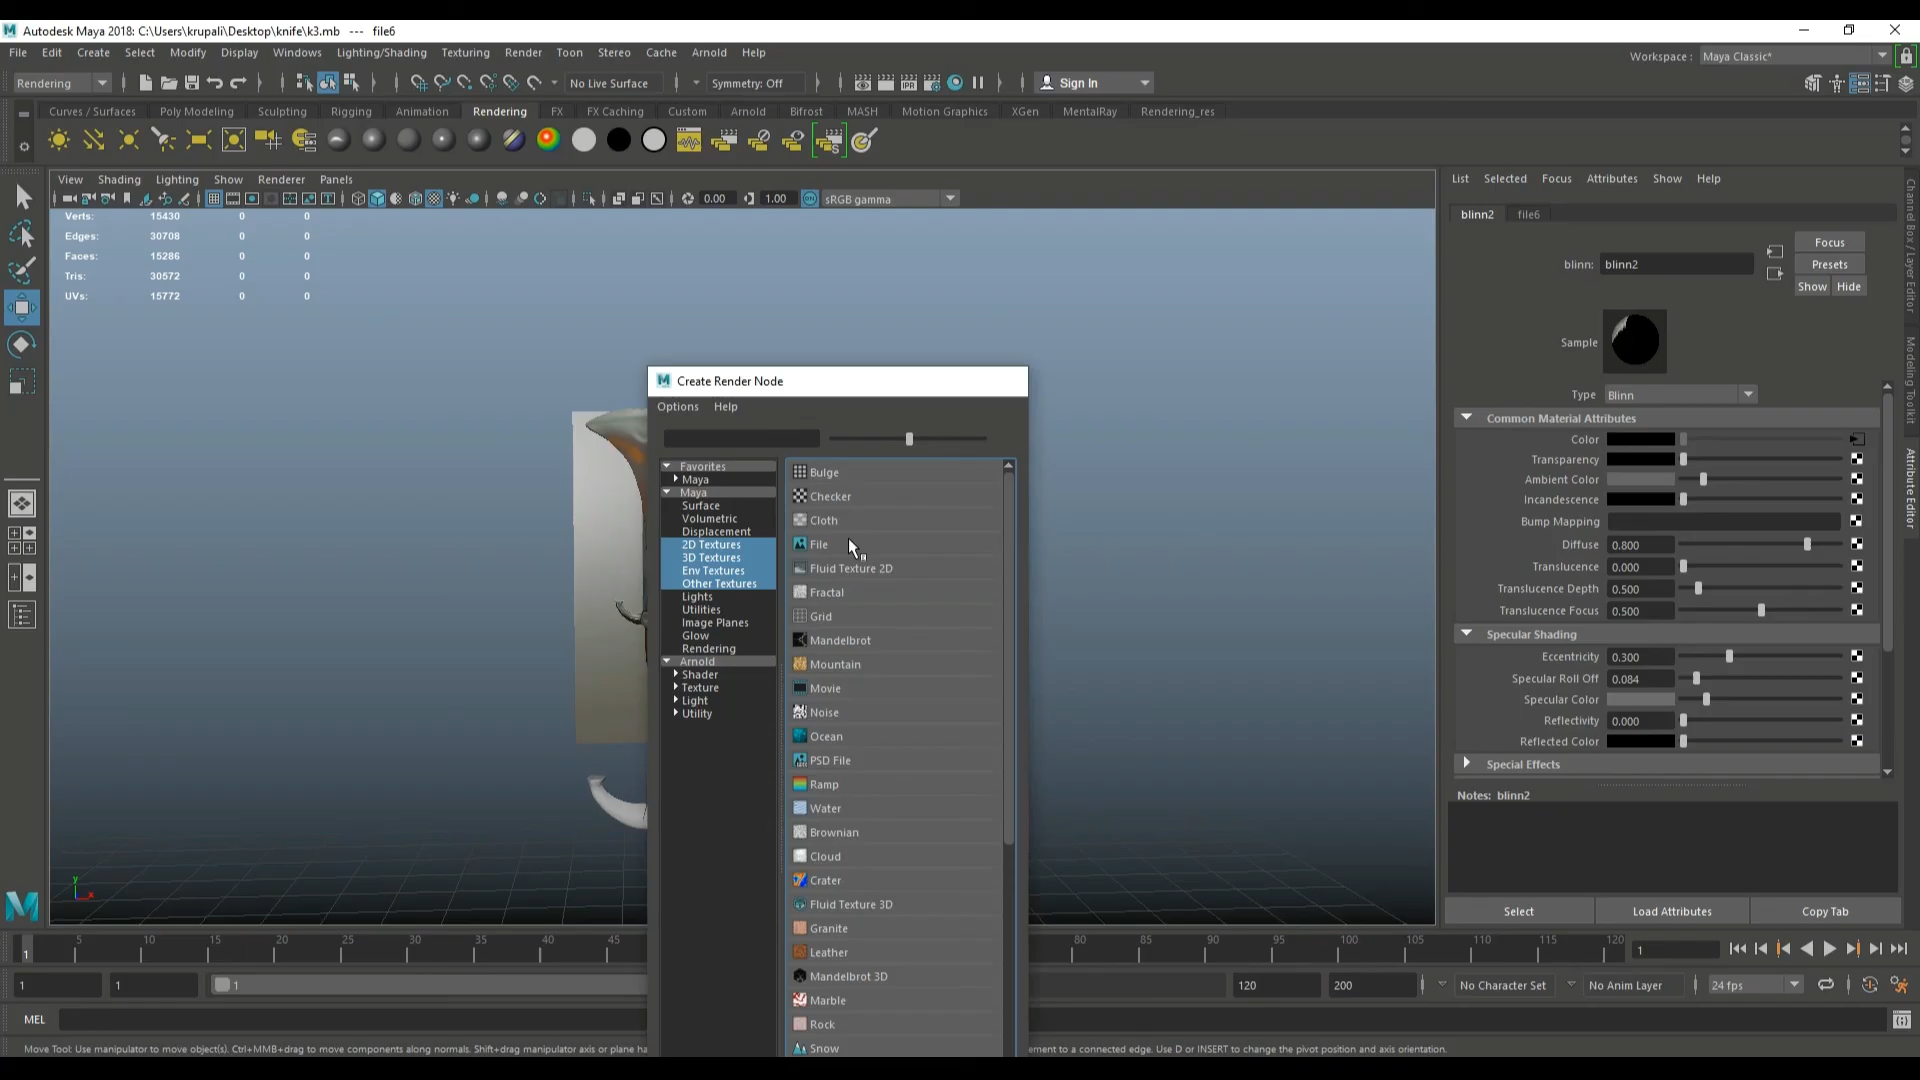 Autodesk Maya 2018: C:\Users\krupali\Desktop\knife\k3.mb --- file6
File Edit Create Select Modify Display Windows Lighting/Shading Texturing Render Toon Stereo Cache Arnold Help
Workspace : Maya Classic*
Rendering No Live Surface Symmetry: Off Sign In
Curves / Surfaces Poly Modeling Sculpting Rigging Animation Rendering FX FX Caching Custom Arnold Bifrost MASH Motion Graphics XGen MentalRay Rendering_res
View Shading Lighting Show Renderer Panels
0.00 1.00 sRGB gamma
Verts: 15430 0 0
Edges: 30708 0 0
Faces: 15286 0 0
Tris: 30572 0 0
UVs: 15772 0 0
Create Render Node
Options Help
Favorites
Maya
Maya
Surface
Volumetric
Displacement
2D Textures
3D Textures
Env Textures
Other Textures
Lights
Utilities
Image Planes
Glow
Rendering
Arnold
Shader
Texture
Light
Utility
Bulge
Checker
Cloth
File
Fluid Texture 2D
Fractal
Grid
Mandelbrot
Mountain
Movie
Noise
Ocean
PSD File
Ramp
Water
Brownian
Cloud
Crater
Fluid Texture 3D
Granite
Leather
Mandelbrot 3D
Marble
Rock
Snow
List Selected Focus Attributes Show Help
blinn2 file6
blinn: blinn2
Focus
Presets
Show Hide
Sample
Type Blinn
Common Material Attributes
Color
Transparency
Ambient Color
Incandescence
Bump Mapping
Diffuse 0.800
Translucence 0.000
Translucence Depth 0.500
Translucence Focus 0.500
Specular Shading
Eccentricity 0.300
Specular Roll Off 0.084
Specular Color
Reflectivity 0.000
Reflected Color
Special Effects
Notes: blinn2
Select Load Attributes Copy Tab
Channel Box / Layer Editor
Modeling Toolkit
Attribute Editor
1 5 10 15 20 25 30 35 40 45 80 85 90 95 100 105 110 115 120 1
1 1 1 120 200 No Character Set No Anim Layer 24 fps
MEL
Move Tool: Use manipulator to move object(s). Ctrl+MMB+drag to move components along normals. Shift+drag manipulator axis or plane ha
ement to a connected edge. Use D or INSERT to change the pivot position and axis orientation.